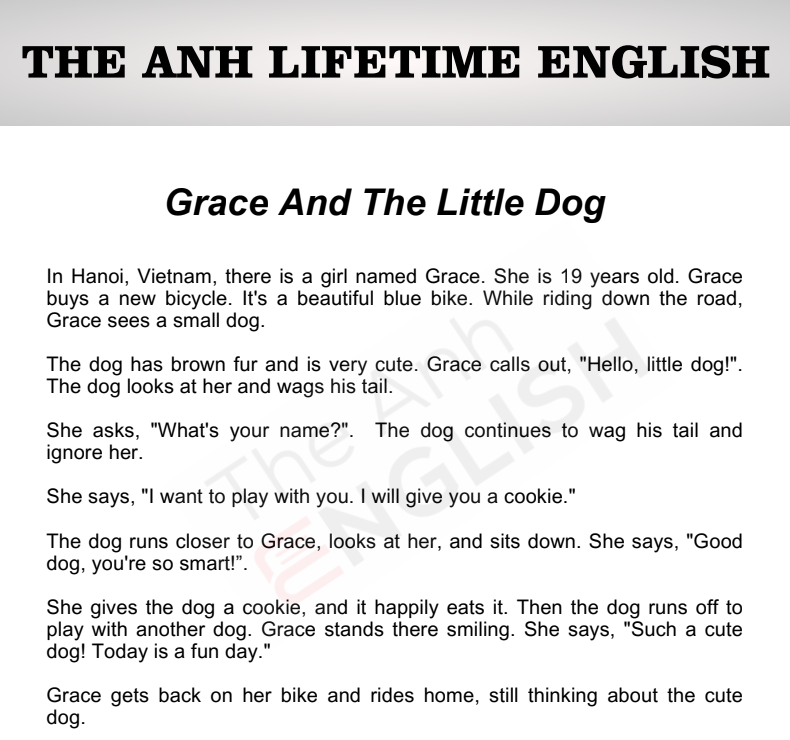 THE ANH LIFETIME ENGLISH
Grace And The Little Dog
In Hanoi, Vietnam, there is a girl named Grace. She is 19 years old. Grace
buys a new bicycle. It's a beautiful blue bike. While riding down the road,
Grace sees a small dog.
The dog has brown fur and is very cute. Grace calls out, "Hello, little dog!".
The dog looks at her and wags his tail.
She asks, "What's your name?".  The dog continues to wag his tail and
ignore her.
She says, "I want to play with you. I will give you a cookie."
The dog runs closer to Grace, looks at her, and sits down. She says, "Good
dog, you're so smart!”.
She gives the dog a cookie, and it happily eats it. Then the dog runs off to
play with another dog. Grace stands there smiling. She says, "Such a cute
dog! Today is a fun day."
Grace gets back on her bike and rides home, still thinking about the cute
dog.
The Anh
ENGLISH